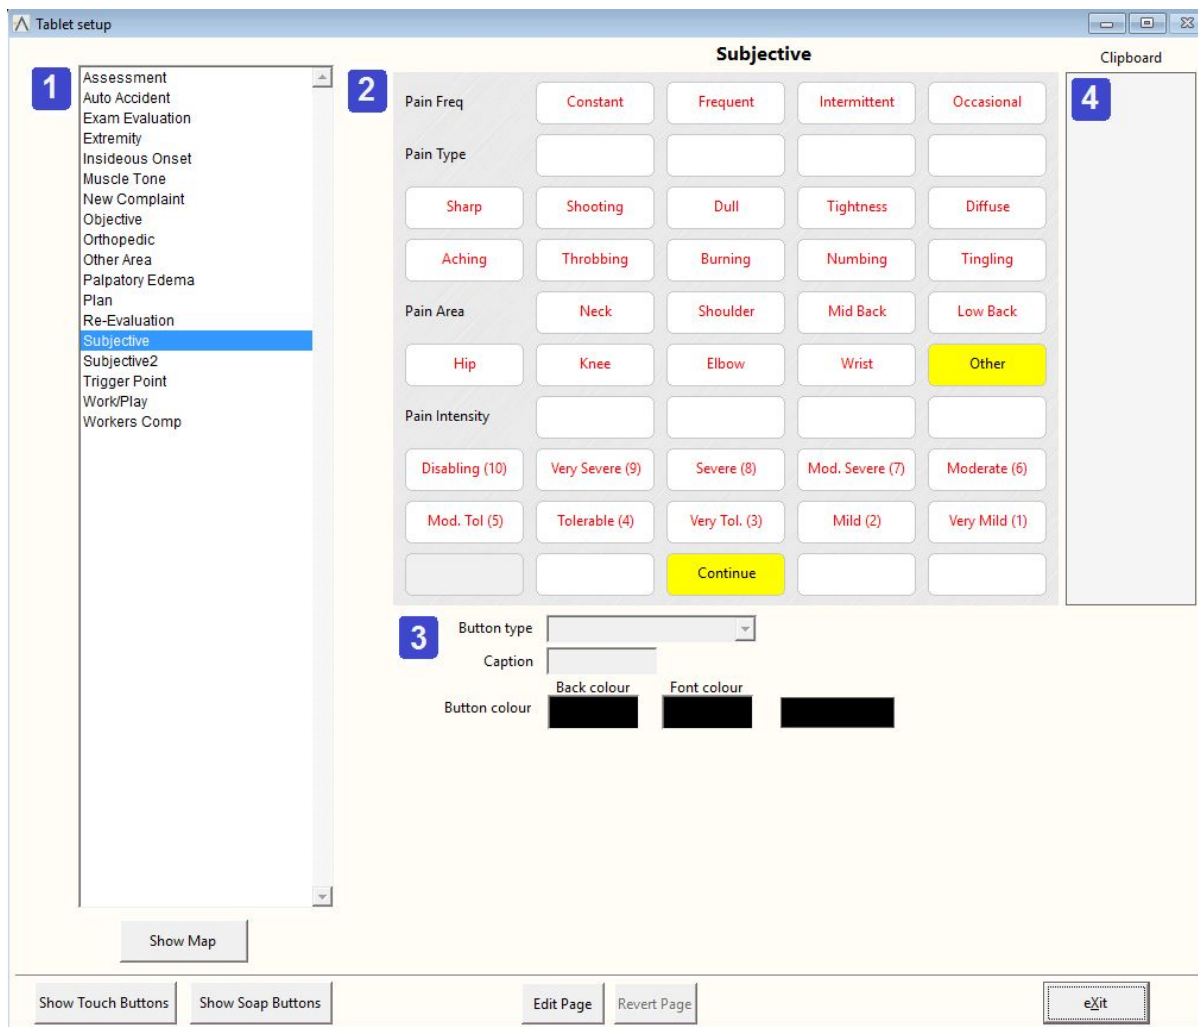 Tablet setup
Subjective
Clipboard
1
Assessment
Auto Accident
Exam Evaluation
Extremity
Insideous Onset
Muscle Tone
New Complaint
Objective
Orthopedic
Other Area
Palpatory Edema
Plan
Re-Evaluation
Subjective
Subjective2
Trigger Point
Work/Play
Workers Comp
Show Map
2
Pain Freq Constant Frequent Intermittent Occasional
Pain Type
Sharp Shooting Dull Tightness Diffuse
Aching Throbbing Burning Numbing Tingling
Pain Area Neck Shoulder Mid Back Low Back
Hip Knee Elbow Wrist Other
Pain Intensity
Disabling (10) Very Severe (9) Severe (8) Mod. Severe (7) Moderate (6)
Mod. Tol (5) Tolerable (4) Very Tol. (3) Mild (2) Very Mild (1)
Continue
4
3
Button type
Caption
Back colour Font colour
Button colour
Show Touch Buttons Show Soap Buttons Edit Page Revert Page eXit